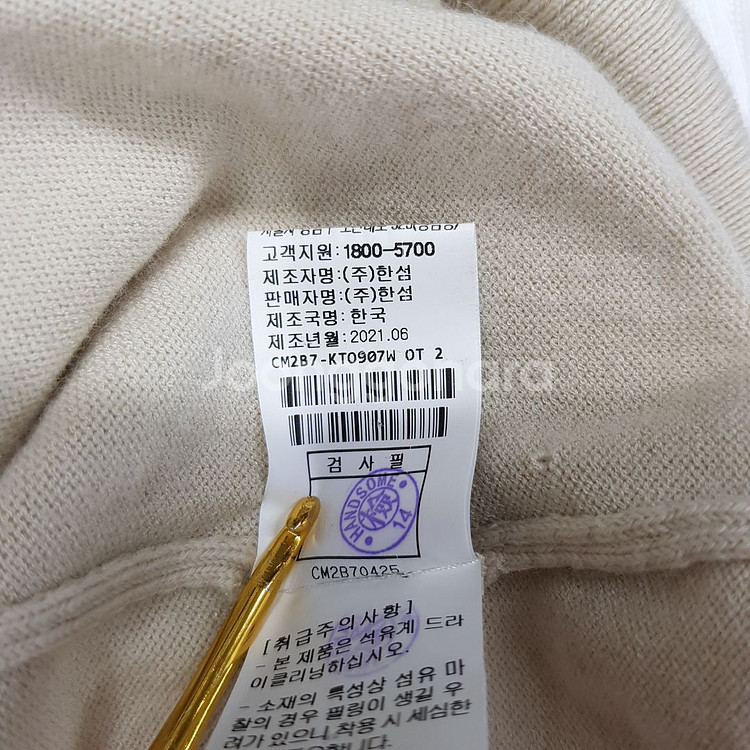 고객지원:1800-5700
제조자명:(주)한섬
판매자명:(주)한섬
제조국명: 한국
제조년월: 2021.06
CM2B7-KTO907W OT 2
Joonggonara
검 사 필
HANDSOME
14
CM2B70425
[취급주의사항]
- 본 제품은 석유계 드라
이클리닝하십시오.
- 소재의 특성상 섬유 마
찰의 경우 필링이 생길 우
려가 있으니 착용 시 세심한